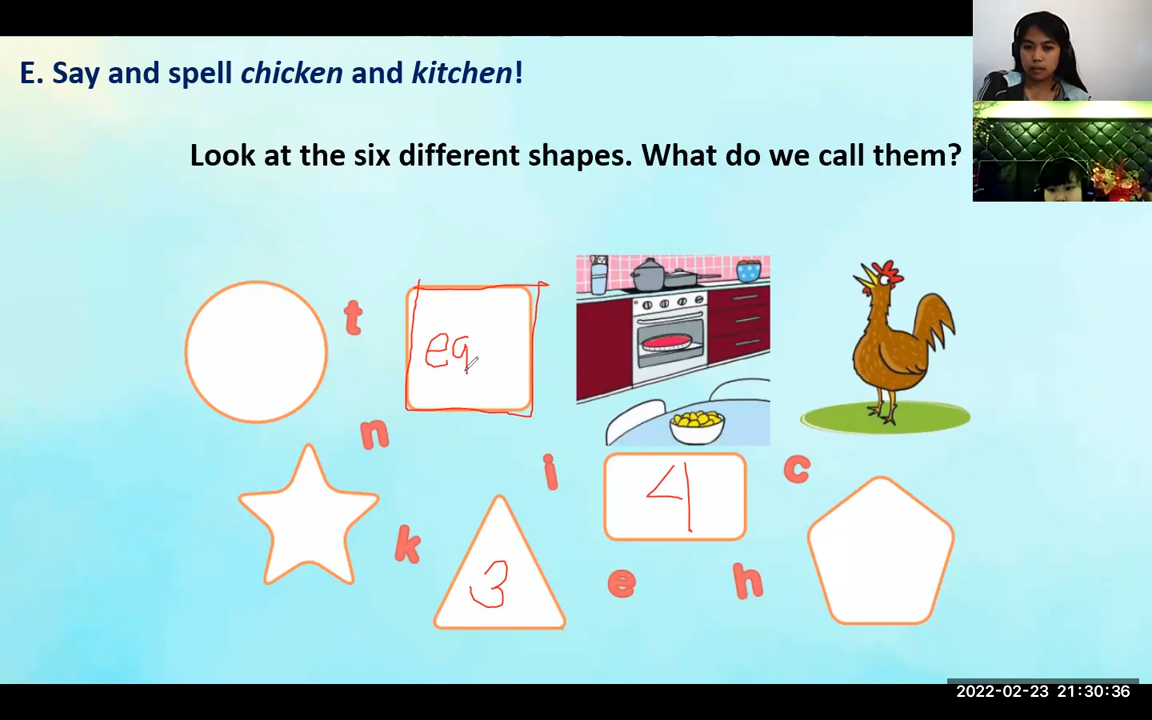 E. Say and spell chicken and kitchen!
Look at the six different shapes. What do we call them?
t
eq
n
i
4
c
k
3
e
h
2022-02-23 21:30:36